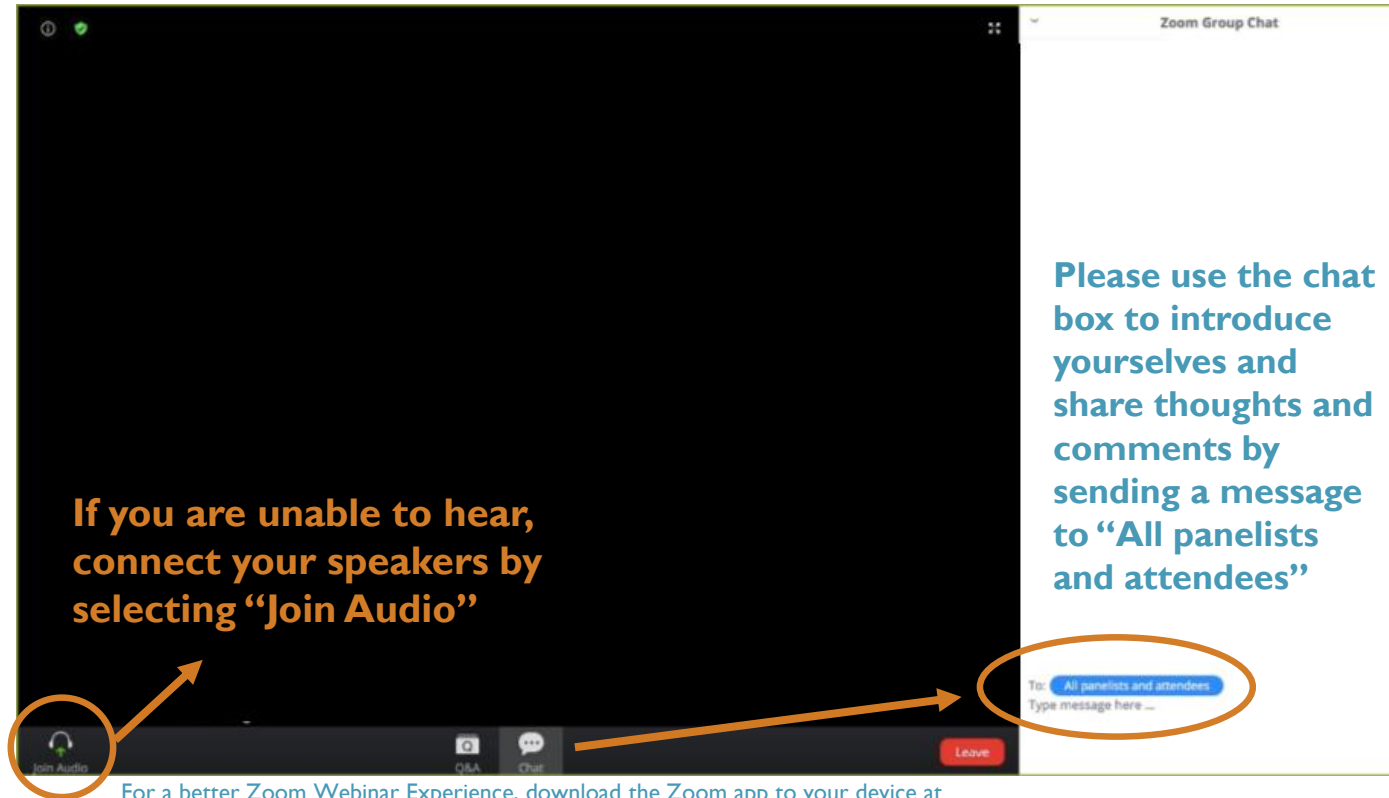 Zoom Group Chat
Please use the chat
box to introduce
yourselves and
share thoughts and
comments by
sending a message
to “All panelists
and attendees”
If you are unable to hear,
connect your speakers by
selecting “Join Audio”
To: All panelists and attendees
Type message here ...
Join Audio
Q&A
Chat
Leave
For a better Zoom Webinar Experience, download the Zoom app to your device at